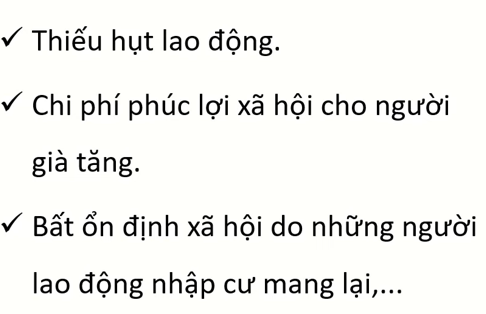 ✓ Thiếu hụt lao động.
✓ Chi phí phúc lợi xã hội cho người
già tăng.
✓ Bất ổn định xã hội do những người
lao động nhập cư mang lại,...